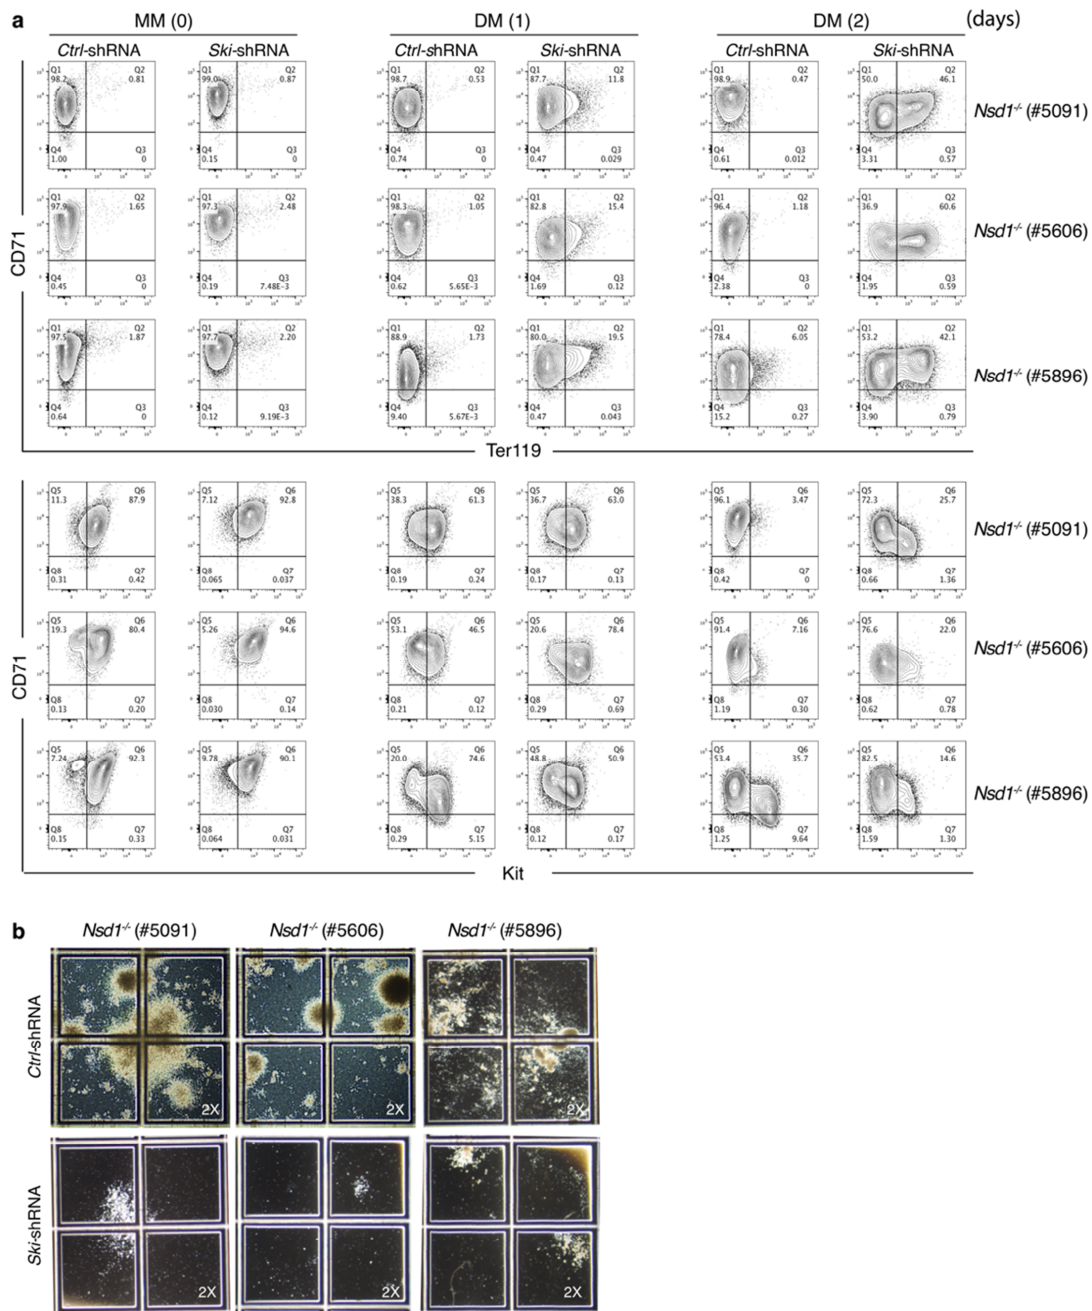 a
MM (0) DM (1) DM (2) (days)
Ctrl-shRNA Ski-shRNA Ctrl-shRNA Ski-shRNA Ctrl-shRNA Ski-shRNA
Q1 Q2 Q1 Q2 Q1 Q2 Q1 Q2 Q1 Q2 Q1 Q2
98.2 0.81 99.0 0.87 98.7 0.53 87.7 11.8 98.9 0.47 50.0 46.1
Nsd1-/- (#5091)
Q4 Q3 Q4 Q3 Q4 Q3 Q4 Q3 Q4 Q3 Q4 Q3
1.00 0 0.15 0 0.74 0 0.47 0.029 0.61 0.012 3.31 0.57
Q1 Q2 Q1 Q2 Q1 Q2 Q1 Q2 Q1 Q2 Q1 Q2
97.9 1.65 97.3 2.48 98.3 1.05 82.8 15.4 96.4 1.18 36.9 60.6
Nsd1-/- (#5606)
Q4 Q3 Q4 Q3 Q4 Q3 Q4 Q3 Q4 Q3 Q4 Q3
0.45 0 0.19 7.48E-3 0.62 5.65E-3 1.69 0.12 2.38 0 1.95 0.59
CD71
Q1 Q2 Q1 Q2 Q1 Q2 Q1 Q2 Q1 Q2 Q1 Q2
97.5 1.87 97.7 2.20 88.9 1.73 80.0 19.5 78.4 6.05 53.2 42.1
Nsd1-/- (#5896)
Q4 Q3 Q4 Q3 Q4 Q3 Q4 Q3 Q4 Q3 Q4 Q3
0.64 0 0.12 9.19E-3 9.40 5.67E-3 0.47 0.043 15.2 0.27 3.90 0.79
Ter119
Q5 Q6 Q5 Q6 Q5 Q6 Q5 Q6 Q5 Q6 Q5 Q6
11.3 87.9 7.12 92.8 38.3 61.3 36.7 63.0 96.1 3.47 72.3 25.7
Nsd1-/- (#5091)
Q8 Q7 Q8 Q7 Q8 Q7 Q8 Q7 Q8 Q7 Q8 Q7
0.31 0.42 0.065 0.037 0.19 0.24 0.17 0.13 0.42 0 0.66 1.36
Q5 Q6 Q5 Q6 Q5 Q6 Q5 Q6 Q5 Q6 Q5 Q6
19.3 80.4 5.26 94.6 53.1 46.5 20.6 78.4 91.4 7.16 76.6 22.0
Nsd1-/- (#5606)
CD71
Q8 Q7 Q8 Q7 Q8 Q7 Q8 Q7 Q8 Q7 Q8 Q7
0.13 0.20 0.030 0.14 0.21 0.12 0.29 0.69 1.19 0.30 0.62 0.78
Q5 Q6 Q5 Q6 Q5 Q6 Q5 Q6 Q5 Q6 Q5 Q6
7.24 92.3 9.78 90.1 20.0 74.6 48.8 50.9 53.4 35.7 82.5 14.6
Nsd1-/- (#5896)
Q8 Q7 Q8 Q7 Q8 Q7 Q8 Q7 Q8 Q7 Q8 Q7
0.15 0.33 0.064 0.031 0.29 5.15 0.12 0.17 1.25 9.64 1.59 1.30
Kit
b
Nsd1-/- (#5091) Nsd1-/- (#5606) Nsd1-/- (#5896)
Ctrl-shRNA
2X 2X 2X
Ski-shRNA
2X 2X 2X